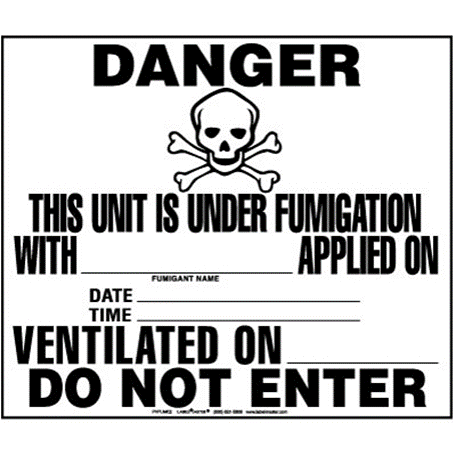 DANGER
THIS UNIT IS UNDER FUMIGATION
WITH APPLIED ON
FUMIGANT NAME
DATE
TIME
VENTILATED ON
DO NOT ENTER